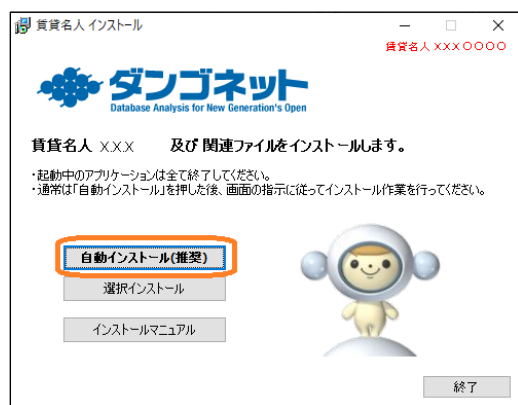 賃貸名人 インストール
賃貸名人 ×××〇〇〇〇
ダンゴネット
Database Analysis for New Generation's Open
賃貸名人 ××× 及び 関連ファイルをインストールします。
・起動中のアプリケーションは全て終了してください。
・通常は「自動インストール」を押した後、画面の指示に従ってインストール作業を行ってください。
自動インストール(推奨)
選択インストール
インストールマニュアル
終了